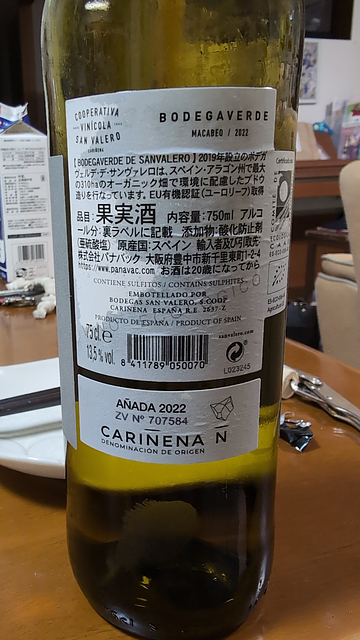 COOPERATIVA
VINÍCOLA
SAN VALERO
CARIÑENA
BODEGAVERDE
MACABEO / 2022
【BODEGAVERDE DE SANVALERO】2019年設立のボデガ
ヴェルデ・デ・サンヴァレロは、スペイン・アラゴン州で最大
の310haのオーガニック畑で環境に配慮したブドウ
造りを行なっています。EU有機認証(ユーロリーフ)取得
品目:果実酒 内容量:750ml アルコ
ール分:裏ラベルに記載 添加物:酸化防止剤
(亜硫酸塩) 原産国:スペイン 輸入者及び引取先:
株式会社パナバック 大阪府豊中市新千里東町1-2-4
https://www.panavac.com お酒は20歳になってから
CONTIENE SULFITOS / CONTAINS SULPHITES
EMBOTELLADO POR
BODEGAS SAN VALERO, S.COOP
CARIÑENA ESPAÑA R.E. 2657-Z
PRODUCTO DE ESPAÑA / PRODUCT OF SPAIN
sanvalero.com
75cl e
13,5% vol.
8 411789 050070
L023245
AÑADA 2022
ZV Nº 707584
CARIÑENA
DENOMINACIÓN DE ORIGEN